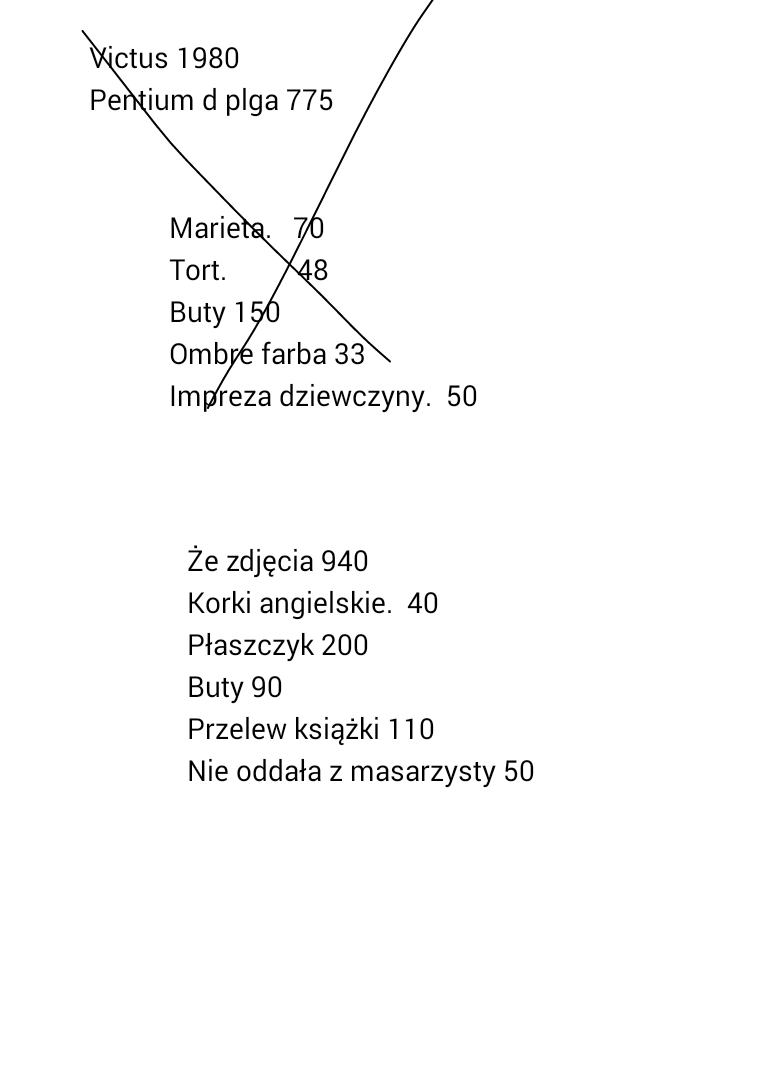 Victus 1980
Pentium d plga 775
Marieta. 70
Tort. 48
Buty 150
Ombre farba 33
Impreza dziewczyny. 50
Że zdjęcia 940
Korki angielskie. 40
Płaszczyk 200
Buty 90
Przelew książki 110
Nie oddała z masarzysty 50